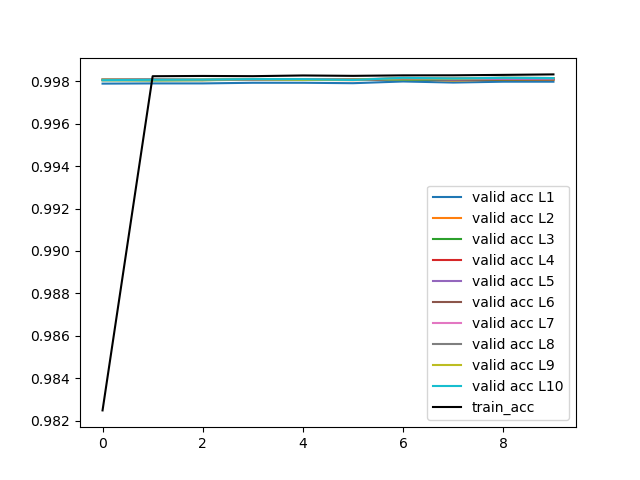 0.998
0.996
0.994
0.992
0.990
0.988
0.986
0.984
0.982
0
2
4
6
8
valid acc L1
valid acc L2
valid acc L3
valid acc L4
valid acc L5
valid acc L6
valid acc L7
valid acc L8
valid acc L9
valid acc L10
train_acc